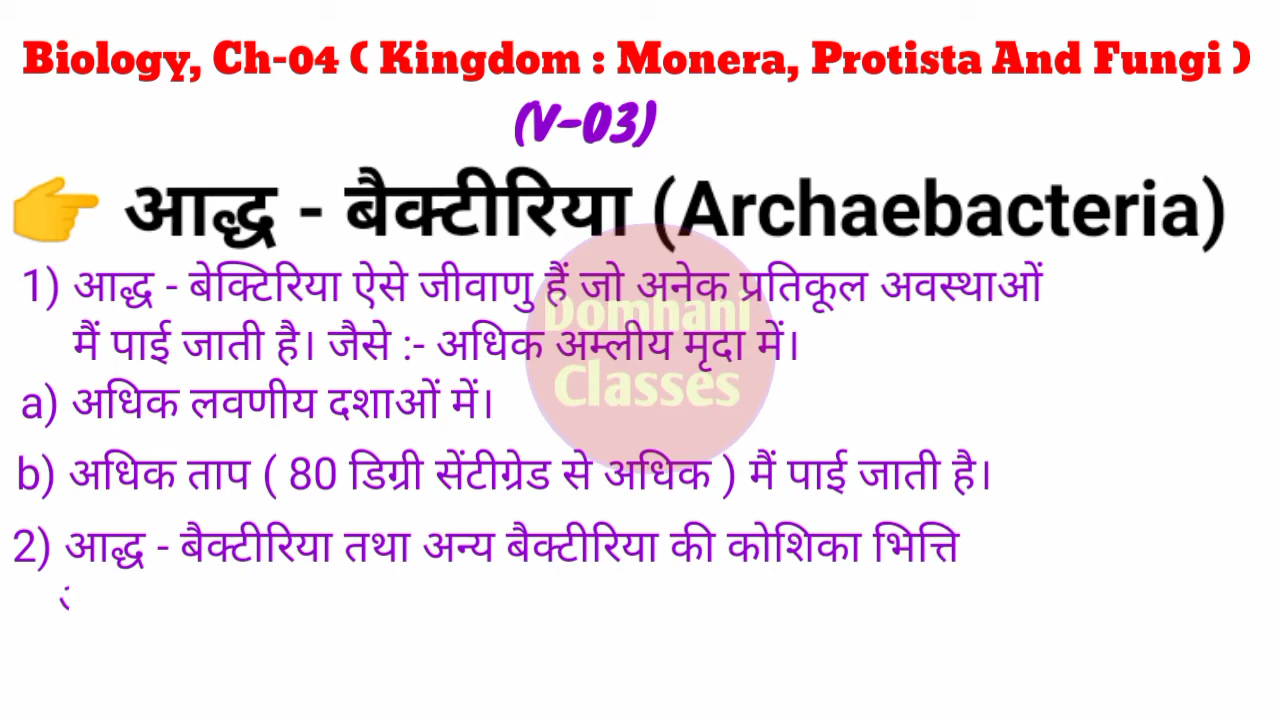 Biology, Ch-04 ( Kingdom : Monera, Protista And Fungi )
(V-03)
आद्ध - बैक्टीरिया (Archaebacteria)
Domhani
Classes
1) आद्ध - बेक्टिरिया ऐसे जीवाणु हैं जो अनेक प्रतिकूल अवस्थाओं
मैं पाई जाती है। जैसे :- अधिक अम्लीय मृदा में।
a) अधिक लवणीय दशाओं में।
b) अधिक ताप ( 80 डिग्री सेंटीग्रेड से अधिक ) मैं पाई जाती है।
2) आद्ध - बैक्टीरिया तथा अन्य बैक्टीरिया की कोशिका भित्ति